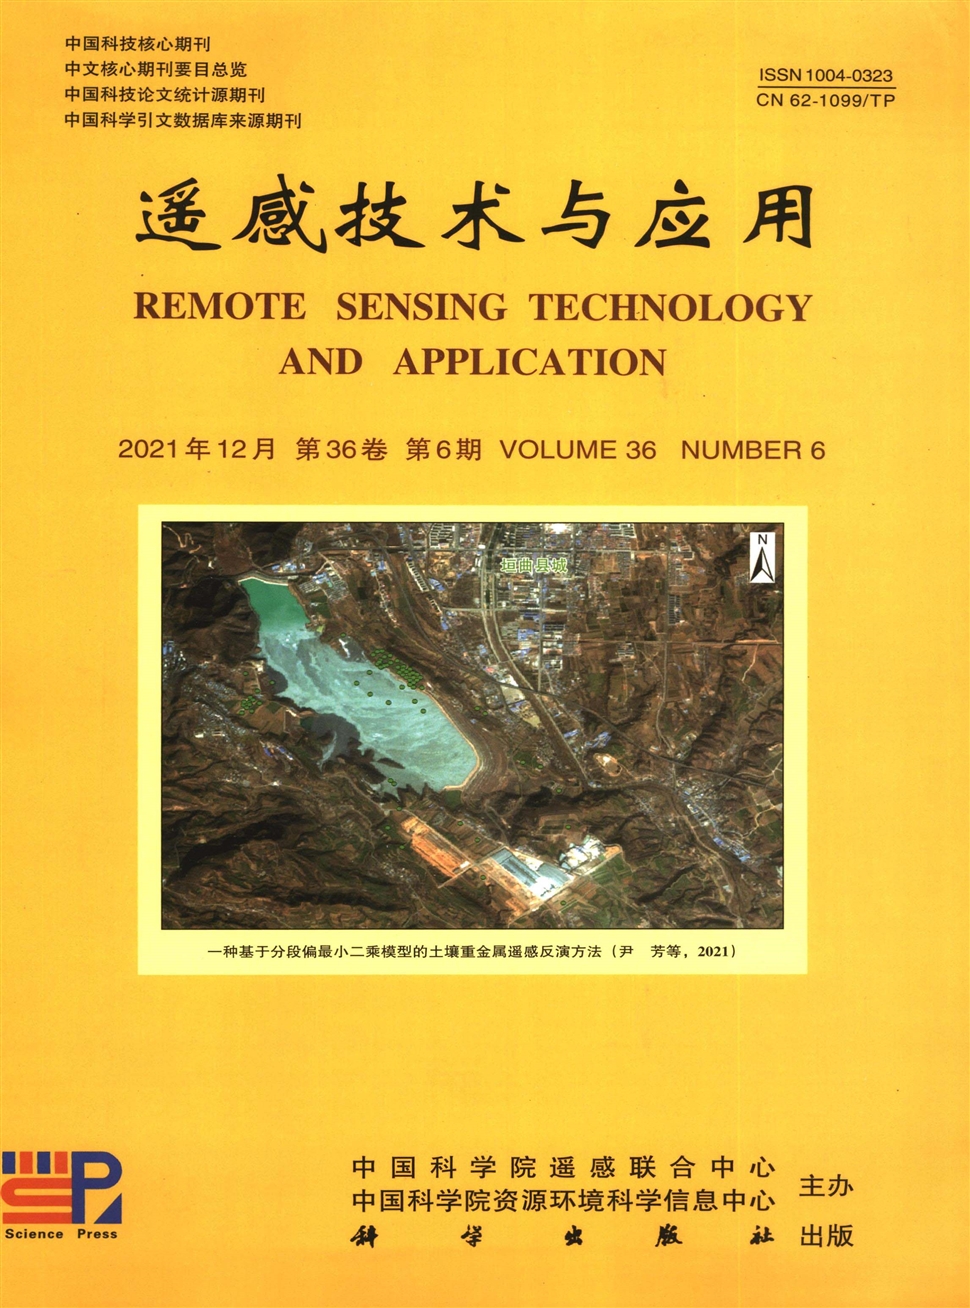 中国科技核心期刊
中文核心期刊要目总览
中国科技论文统计源期刊
中国科学引文数据库来源期刊
ISSN 1004-0323
CN 62-1099/TP
遥感技术与应用
REMOTE SENSING TECHNOLOGY
AND APPLICATION
2021年12月 第36卷 第6期 VOLUME 36 NUMBER 6
N
垣曲县城
一种基于分段偏最小二乘模型的土壤重金属遥感反演方法（尹 芳等，2021）
中国科学院遥感联合中心
中国科学院资源环境科学信息中心
主办
科学出版社 出版
SP
Science Press